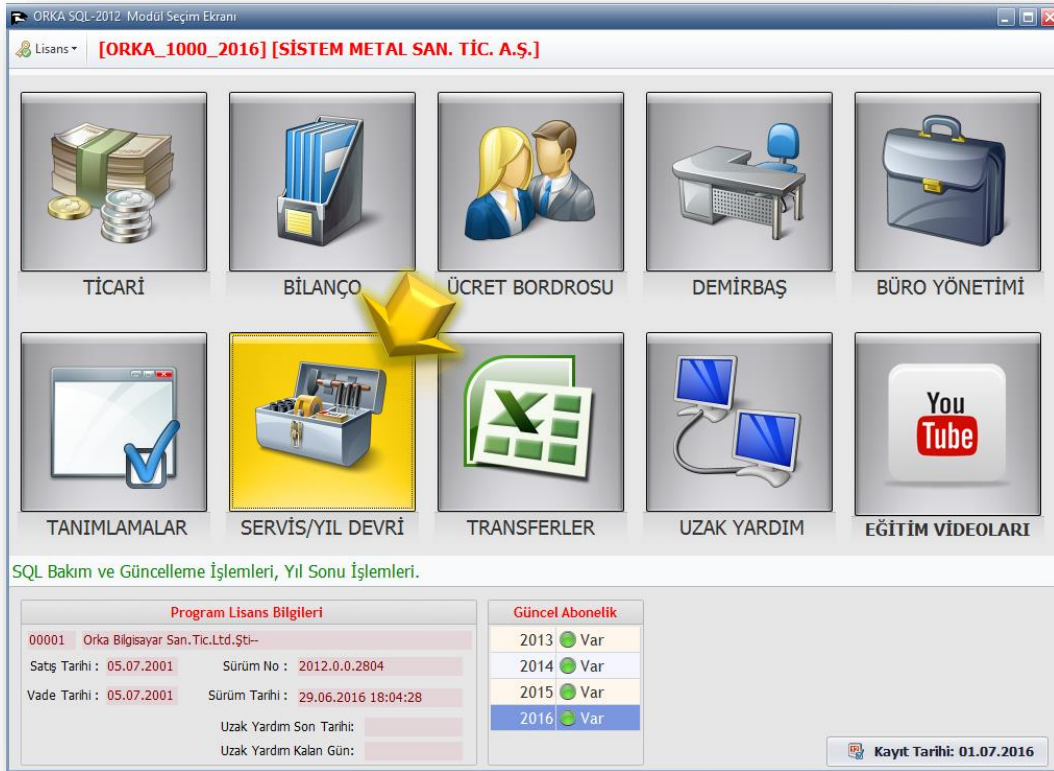 ORKA SQL-2012 Modül Seçim Ekranı
Lisans [ORKA_1000_2016] [SİSTEM METAL SAN. TİC. A.Ş.]
TİCARİ BİLANÇO ÜCRET BORDROSU DEMİRBAŞ BÜRO YÖNETİMİ
You
Tube
TANIMLAMALAR SERVİS/YIL DEVRİ TRANSFERLER UZAK YARDIM EĞİTİM VİDEOLARI
SQL Bakım ve Güncelleme İşlemleri, Yıl Sonu İşlemleri.
Program Lisans Bilgileri
00001 Orka Bilgisayar San.Tic.Ltd.Şti--
Satış Tarihi : 05.07.2001 Sürüm No : 2012.0.0.2804
Vade Tarihi : 05.07.2001 Sürüm Tarihi : 29.06.2016 18:04:28
Uzak Yardım Son Tarihi:
Uzak Yardım Kalan Gün:
Güncel Abonelik
2013 Var
2014 Var
2015 Var
2016 Var
Kayıt Tarihi: 01.07.2016